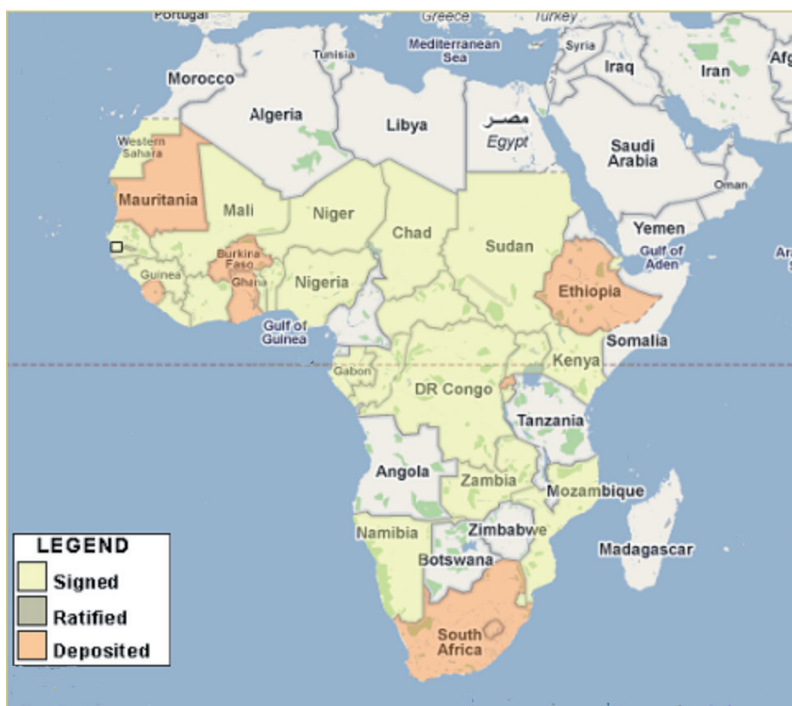 Portugal
Greece
Turkey
Mediterranean
Sea
Tunisia
Syria
Iraq
Iran
Morocco
Algeria
Libya
مصر
Egypt
Saudi
Arabia
Oman
Western
Sahara
Mauritania
Mali
Niger
Chad
Sudan
Yemen
Gulf of
Aden
Burkina
Faso
Guinea
Ghana
Nigeria
Ethiopia
Gulf of
Guinea
Somalia
Gabon
DR Congo
Kenya
Tanzania
Angola
Zambia
Mozambique
Namibia
Zimbabwe
Botswana
Madagascar
South
Africa
LEGEND
Signed
Ratified
Deposited